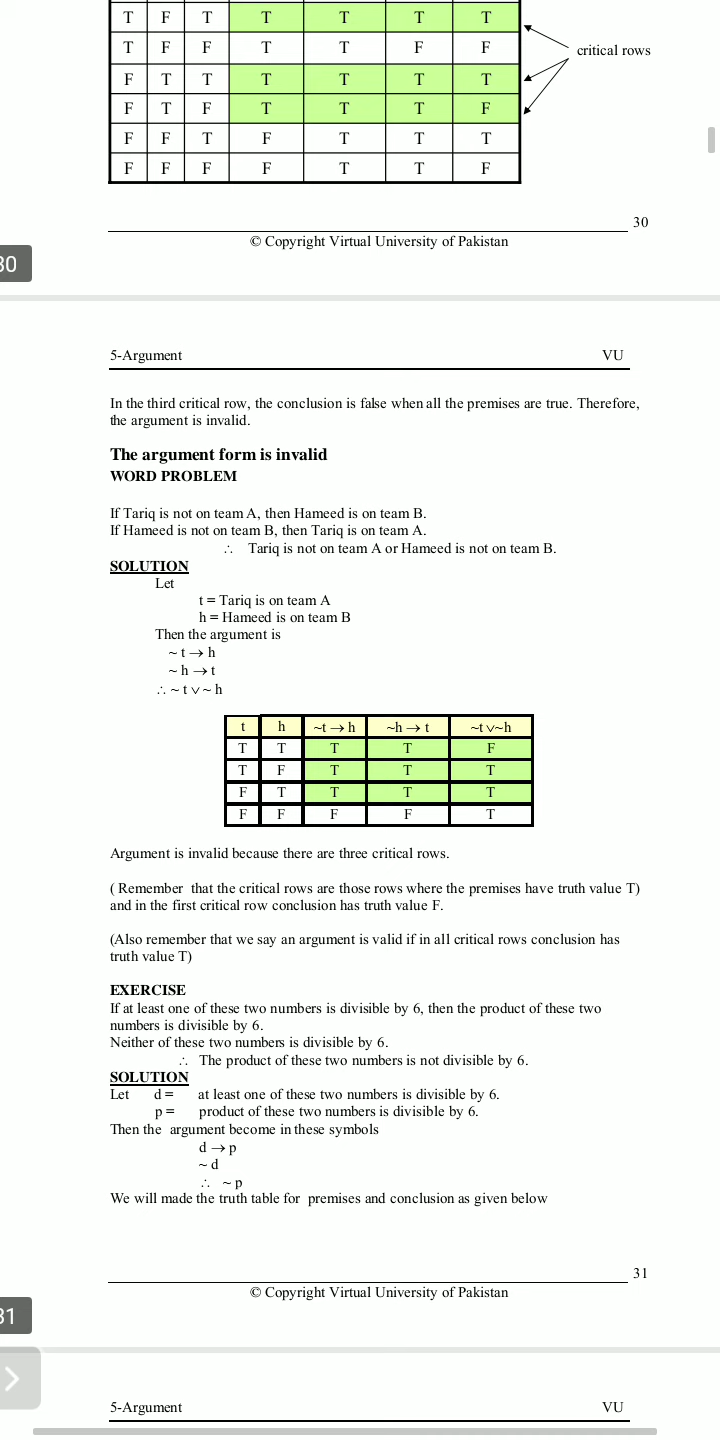 T F T T T T T
T F F T T F F
critical rows
F T T T T T T
F T F T T T F
F F T F T T T
F F F F T T F
30
© Copyright Virtual University of Pakistan
30
5-Argument VU
In the third critical row, the conclusion is false when all the premises are true. Therefore,
the argument is invalid.
The argument form is invalid
WORD PROBLEM
If Tariq is not on team A, then Hameed is on team B.
If Hameed is not on team B, then Tariq is on team A.
∴ Tariq is not on team A or Hameed is not on team B.
SOLUTION
Let
t = Tariq is on team A
h = Hameed is on team B
Then the argument is
~ t → h
~ h → t
∴ ~ t ∨ ~ h
t h ~t → h ~h → t ~t ∨~h
T T T T F
T F T T T
F T T T T
F F F F T
Argument is invalid because there are three critical rows.
( Remember that the critical rows are those rows where the premises have truth value T)
and in the first critical row conclusion has truth value F.
(Also remember that we say an argument is valid if in all critical rows conclusion has
truth value T)
EXERCISE
If at least one of these two numbers is divisible by 6, then the product of these two
numbers is divisible by 6.
Neither of these two numbers is divisible by 6.
∴ The product of these two numbers is not divisible by 6.
SOLUTION
Let d = at least one of these two numbers is divisible by 6.
p = product of these two numbers is divisible by 6.
Then the argument become in these symbols
d → p
~ d
∴ ~ p
We will made the truth table for premises and conclusion as given below
31
© Copyright Virtual University of Pakistan
31
5-Argument VU